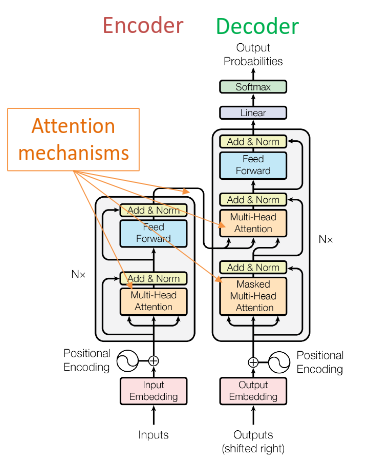 Encoder
Decoder
Output
Probabilities
Softmax
Linear
Attention
mechanisms
Add & Norm
Feed
Forward
Add & Norm
Multi-Head
Attention
Nx
Add & Norm
Masked
Multi-Head
Attention
Add & Norm
Feed
Forward
Nx
Add & Norm
Multi-Head
Attention
Positional
Encoding
Positional
Encoding
Input
Embedding
Output
Embedding
Inputs
Outputs
(shifted right)